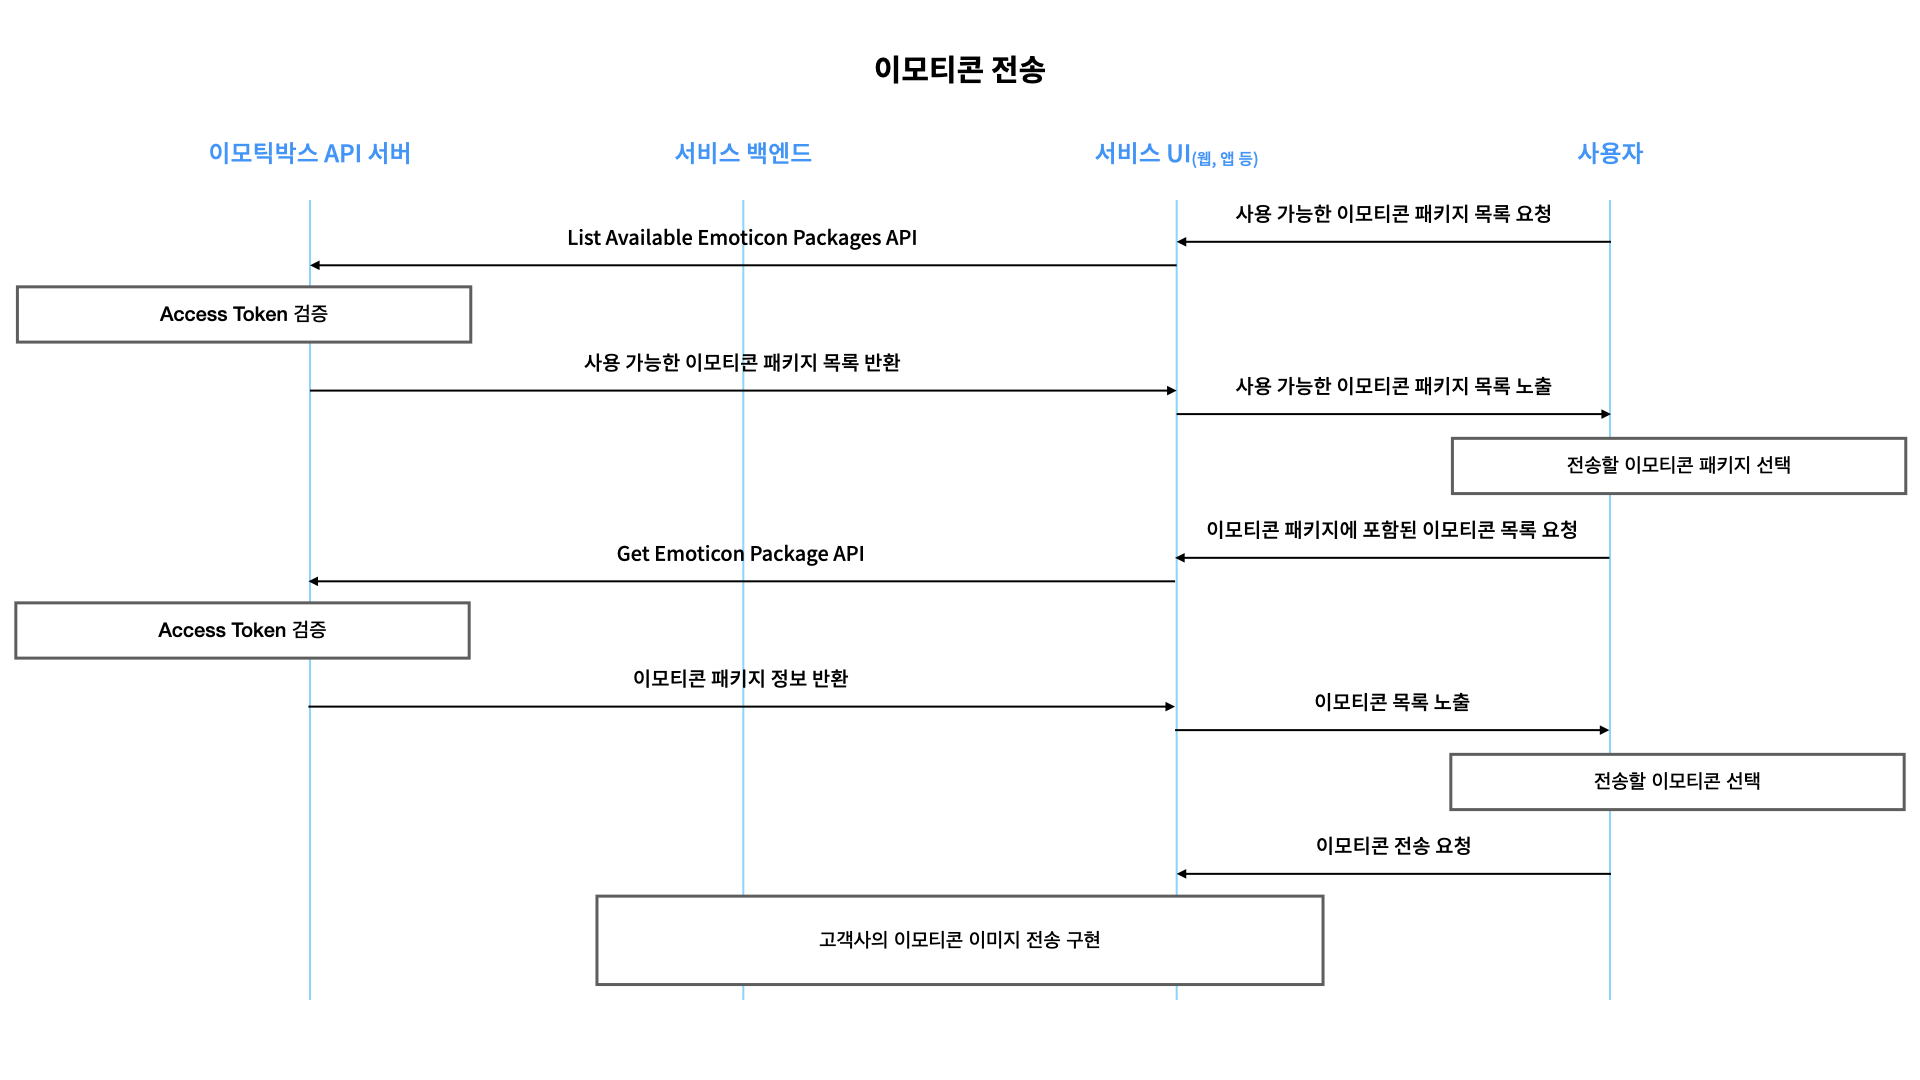 이모티콘 전송
이모틱박스 API 서버
서비스 백엔드
서비스 UI(웹, 앱 등)
사용자
사용 가능한 이모티콘 패키지 목록 요청
List Available Emoticon Packages API
Access Token 검증
사용 가능한 이모티콘 패키지 목록 반환
사용 가능한 이모티콘 패키지 목록 노출
전송할 이모티콘 패키지 선택
이모티콘 패키지에 포함된 이모티콘 목록 요청
Get Emoticon Package API
Access Token 검증
이모티콘 패키지 정보 반환
이모티콘 목록 노출
전송할 이모티콘 선택
이모티콘 전송 요청
고객사의 이모티콘 이미지 전송 구현